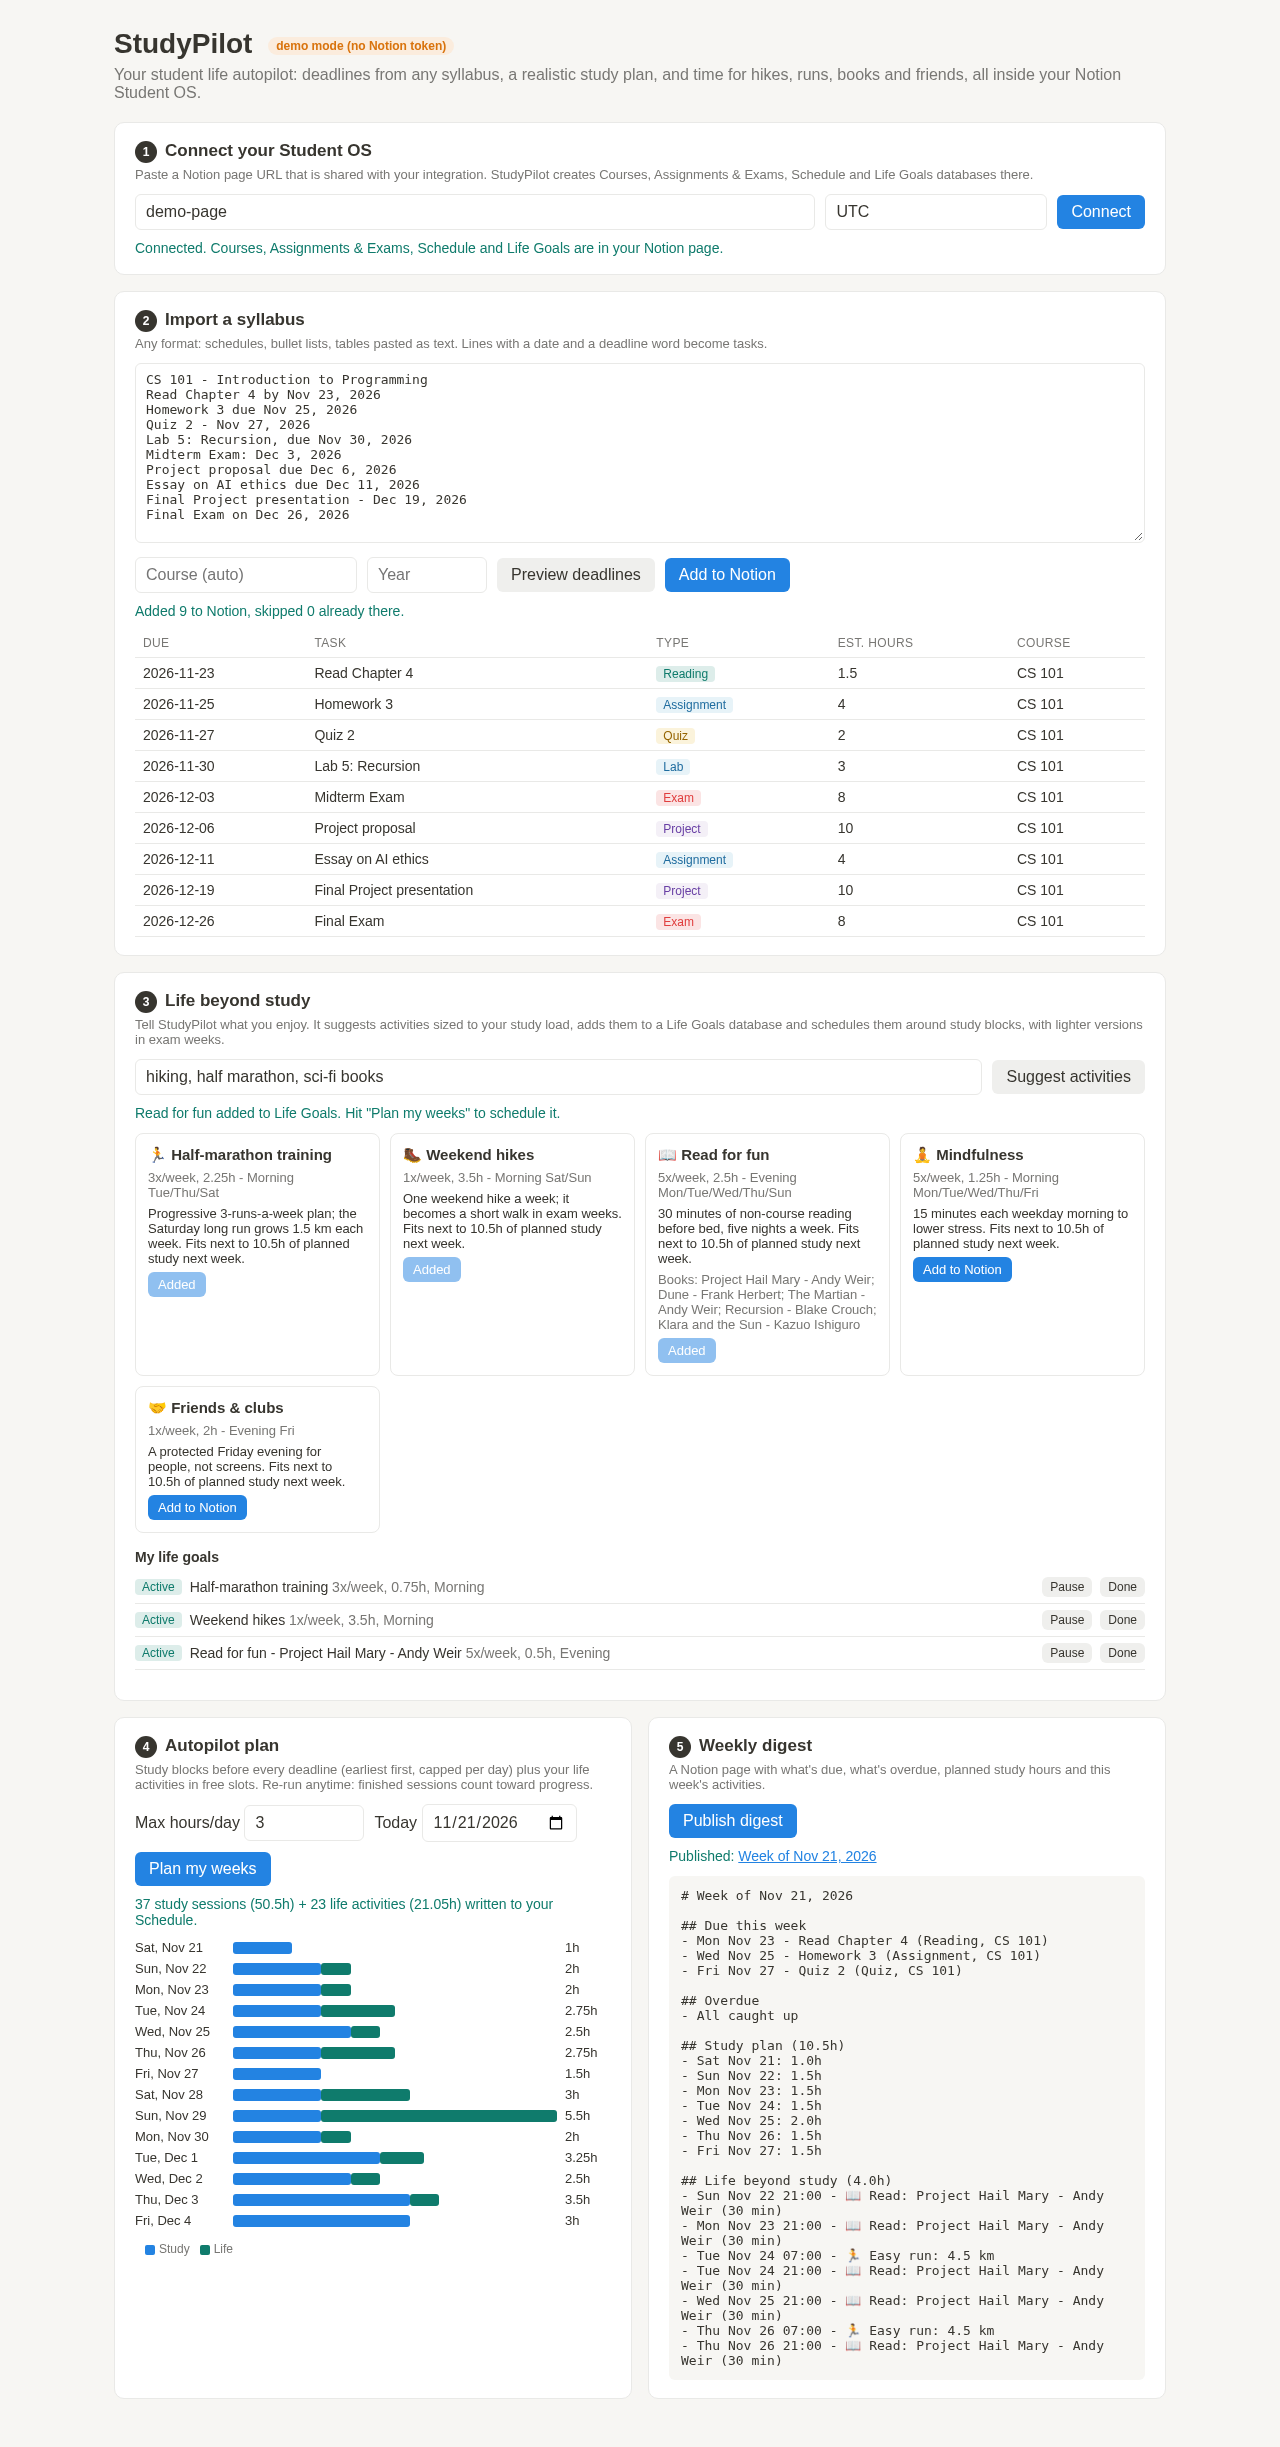 StudyPilot demo mode (no Notion token)
Your student life autopilot: deadlines from any syllabus, a realistic study plan, and time for hikes, runs, books and friends, all inside your Notion
Student OS.
1 Connect your Student OS
Paste a Notion page URL that is shared with your integration. StudyPilot creates Courses, Assignments & Exams, Schedule and Life Goals databases there.
demo-page UTC Connect
Connected. Courses, Assignments & Exams, Schedule and Life Goals are in your Notion page.
2 Import a syllabus
Any format: schedules, bullet lists, tables pasted as text. Lines with a date and a deadline word become tasks.
CS 101 - Introduction to Programming
Read Chapter 4 by Nov 23, 2026
Homework 3 due Nov 25, 2026
Quiz 2 - Nov 27, 2026
Lab 5: Recursion, due Nov 30, 2026
Midterm Exam: Dec 3, 2026
Project proposal due Dec 6, 2026
Essay on AI ethics due Dec 11, 2026
Final Project presentation - Dec 19, 2026
Final Exam on Dec 26, 2026
Course (auto) Year Preview deadlines Add to Notion
Added 9 to Notion, skipped 0 already there.
DUE TASK TYPE EST. HOURS COURSE
2026-11-23 Read Chapter 4 Reading 1.5 CS 101
2026-11-25 Homework 3 Assignment 4 CS 101
2026-11-27 Quiz 2 Quiz 2 CS 101
2026-11-30 Lab 5: Recursion Lab 3 CS 101
2026-12-03 Midterm Exam Exam 8 CS 101
2026-12-06 Project proposal Project 10 CS 101
2026-12-11 Essay on AI ethics Assignment 4 CS 101
2026-12-19 Final Project presentation Project 10 CS 101
2026-12-26 Final Exam Exam 8 CS 101
3 Life beyond study
Tell StudyPilot what you enjoy. It suggests activities sized to your study load, adds them to a Life Goals database and schedules them around study blocks, with lighter versions
in exam weeks.
hiking, half marathon, sci-fi books Suggest activities
Read for fun added to Life Goals. Hit "Plan my weeks" to schedule it.
🏃 Half-marathon training
3x/week, 2.25h - Morning
Tue/Thu/Sat
Progressive 3-runs-a-week plan; the
Saturday long run grows 1.5 km each
week. Fits next to 10.5h of planned
study next week.
Added
🥾 Weekend hikes
1x/week, 3.5h - Morning Sat/Sun
One weekend hike a week; it
becomes a short walk in exam weeks.
Fits next to 10.5h of planned study
next week.
Added
📖 Read for fun
5x/week, 2.5h - Evening
Mon/Tue/Wed/Thu/Sun
30 minutes of non-course reading
before bed, five nights a week. Fits
next to 10.5h of planned study next
week.
Books: Project Hail Mary - Andy Weir;
Dune - Frank Herbert; The Martian -
Andy Weir; Recursion - Blake Crouch;
Klara and the Sun - Kazuo Ishiguro
Added
🧘 Mindfulness
5x/week, 1.25h - Morning
Mon/Tue/Wed/Thu/Fri
15 minutes each weekday morning to
lower stress. Fits next to 10.5h of
planned study next week.
Add to Notion
🤝 Friends & clubs
1x/week, 2h - Evening Fri
A protected Friday evening for
people, not screens. Fits next to
10.5h of planned study next week.
Add to Notion
My life goals
Active Half-marathon training 3x/week, 0.75h, Morning Pause Done
Active Weekend hikes 1x/week, 3.5h, Morning Pause Done
Active Read for fun - Project Hail Mary - Andy Weir 5x/week, 0.5h, Evening Pause Done
4 Autopilot plan
Study blocks before every deadline (earliest first, capped per day) plus your life
activities in free slots. Re-run anytime: finished sessions count toward progress.
Max hours/day 3 Today 11/21/2026
Plan my weeks
37 study sessions (50.5h) + 23 life activities (21.05h) written to your
Schedule.
Sat, Nov 21 1h
Sun, Nov 22 2h
Mon, Nov 23 2h
Tue, Nov 24 2.75h
Wed, Nov 25 2.5h
Thu, Nov 26 2.75h
Fri, Nov 27 1.5h
Sat, Nov 28 3h
Sun, Nov 29 5.5h
Mon, Nov 30 2h
Tue, Dec 1 3.25h
Wed, Dec 2 2.5h
Thu, Dec 3 3.5h
Fri, Dec 4 3h
Study Life
5 Weekly digest
A Notion page with what's due, what's overdue, planned study hours and this
week's activities.
Publish digest
Published: Week of Nov 21, 2026
# Week of Nov 21, 2026
## Due this week
- Mon Nov 23 - Read Chapter 4 (Reading, CS 101)
- Wed Nov 25 - Homework 3 (Assignment, CS 101)
- Fri Nov 27 - Quiz 2 (Quiz, CS 101)
## Overdue
- All caught up
## Study plan (10.5h)
- Sat Nov 21: 1.0h
- Sun Nov 22: 1.5h
- Mon Nov 23: 1.5h
- Tue Nov 24: 1.5h
- Wed Nov 25: 2.0h
- Thu Nov 26: 1.5h
- Fri Nov 27: 1.5h
## Life beyond study (4.0h)
- Sun Nov 22 21:00 - 📖 Read: Project Hail Mary - Andy
Weir (30 min)
- Mon Nov 23 21:00 - 📖 Read: Project Hail Mary - Andy
Weir (30 min)
- Tue Nov 24 07:00 - 🏃 Easy run: 4.5 km
- Tue Nov 24 21:00 - 📖 Read: Project Hail Mary - Andy
Weir (30 min)
- Wed Nov 25 21:00 - 📖 Read: Project Hail Mary - Andy
Weir (30 min)
- Thu Nov 26 07:00 - 🏃 Easy run: 4.5 km
- Thu Nov 26 21:00 - 📖 Read: Project Hail Mary - Andy
Weir (30 min)